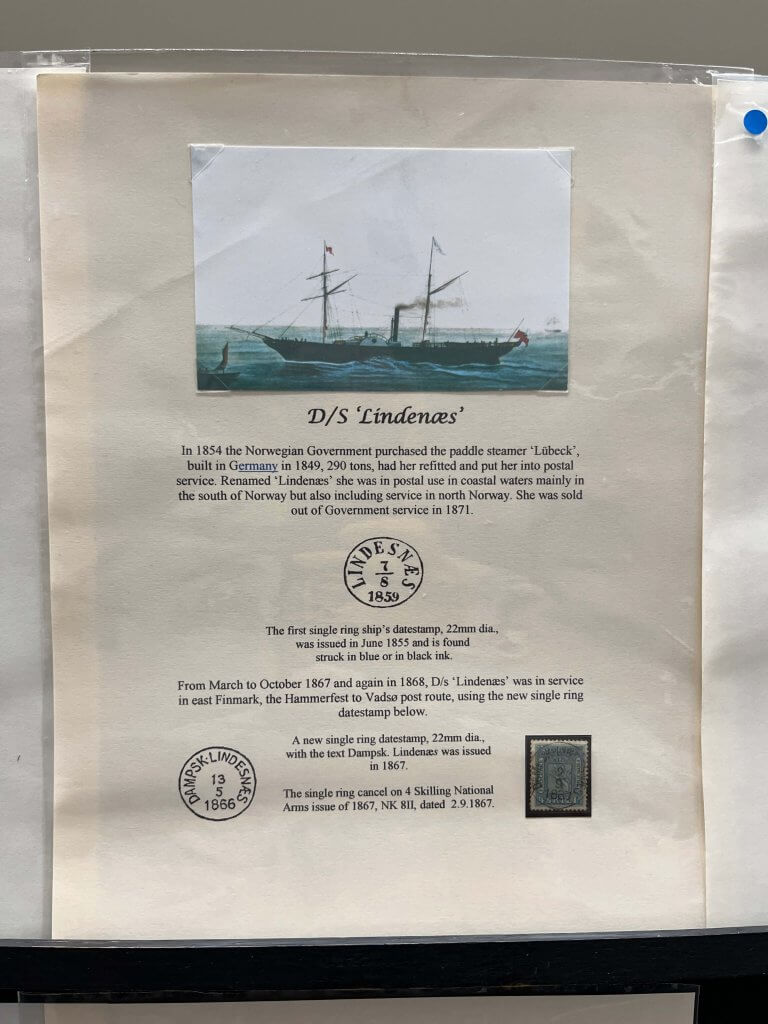 D/S 'Lindenæs'
In 1854 the Norwegian Government purchased the paddle steamer 'Lübeck',
built in Germany in 1849, 290 tons, had her refitted and put her into postal
service. Renamed 'Lindenæs' she was in postal use in coastal waters mainly in
the south of Norway but also including service in north Norway. She was sold
out of Government service in 1871.
LINDESNÆS
7
8
1859
The first single ring ship's datestamp, 22mm dia.,
was issued in June 1855 and is found
struck in blue or in black ink.
From March to October 1867 and again in 1868, D/s 'Lindenæs' was in service
in east Finmark, the Hammerfest to Vadsø post route, using the new single ring
datestamp below.
A new single ring datestamp, 22mm dia.,
with the text Dampsk. Lindenæs was issued
in 1867.
DAMPSK·LINDESNÆS
13
5
1866
The single ring cancel on 4 Skilling National
Arms issue of 1867, NK 8II, dated 2.9.1867.